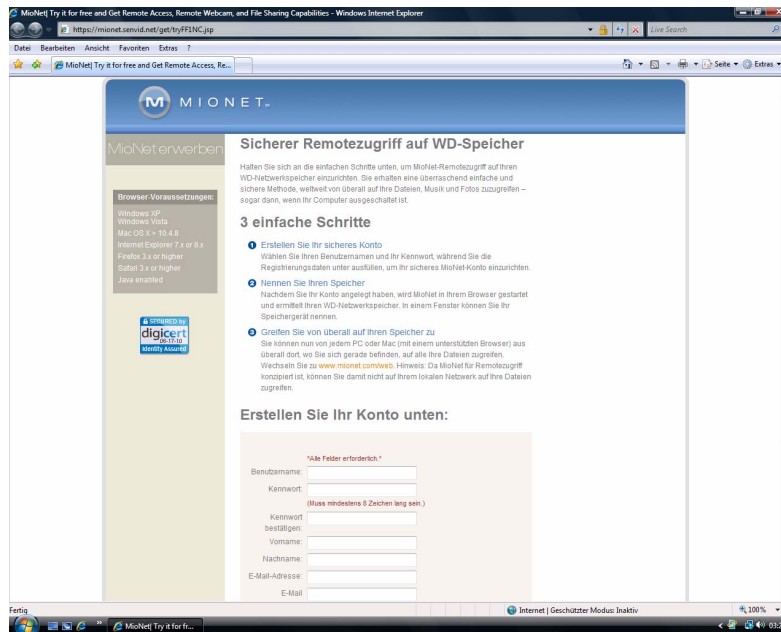 MioNet| Try it for free and Get Remote Access, Remote Webcam, and File Sharing Capabilities - Windows Internet Explorer
https://mionet.senvid.net/get/tryFF1NC.jsp
Live Search
Datei Bearbeiten Ansicht Favoriten Extras ?
MioNet| Try it for free and Get Remote Access, Re...
Seite Extras
M MIONET
MioNet erwerben
Browser-Voraussetzungen:
Windows XP
Windows Vista
Mac OS X > 10.4.8
Internet Explorer 7.x or 8.x
Firefox 3.x or higher
Safari 3.x or higher
Java enabled
SECURED by
digicert
06-17-10
Identity Assured
Sicherer Remotezugriff auf WD-Speicher
Halten Sie sich an die einfachen Schritte unten, um MioNet-Remotezugriff auf Ihren
WD-Netzwerkspeicher einzurichten. Sie erhalten eine überraschend einfache und
sichere Methode, weltweit von überall auf Ihre Dateien, Musik und Fotos zuzugreifen –
sogar dann, wenn Ihr Computer ausgeschaltet ist.
3 einfache Schritte
1 Erstellen Sie Ihr sicheres Konto
Wählen Sie Ihren Benutzernamen und Ihr Kennwort, während Sie die
Registrierungsdaten unter ausfüllen, um Ihr sicheres MioNet-Konto einzurichten.
2 Nennen Sie Ihren Speicher
Nachdem Sie Ihr Konto angelegt haben, wird MioNet in Ihrem Browser gestartet
und ermittelt Ihren WD-Netzwerkspeicher. In einem Fenster können Sie Ihr
Speichergerät nennen.
3 Greifen Sie von überall auf Ihren Speicher zu
Sie können nun von jedem PC oder Mac (mit einem unterstützten Browser) aus
überall dort, wo Sie sich gerade befinden, auf alle Ihre Dateien zugreifen.
Wechseln Sie zu www.mionet.com/web. Hinweis: Da MioNet für Remotezugriff
konzipiert ist, können Sie damit nicht auf Ihrem lokalen Netzwerk auf Ihre Dateien
zugreifen.
Erstellen Sie Ihr Konto unten:
*Alle Felder erforderlich.*
Benutzername:
Kennwort:
(Muss mindestens 8 Zeichen lang sein.)
Kennwort
bestätigen:
Vorname:
Nachname:
E-Mail-Adresse:
E-Mail
Fertig
Internet | Geschützter Modus: Inaktiv
100%
MioNet| Try it for fr...